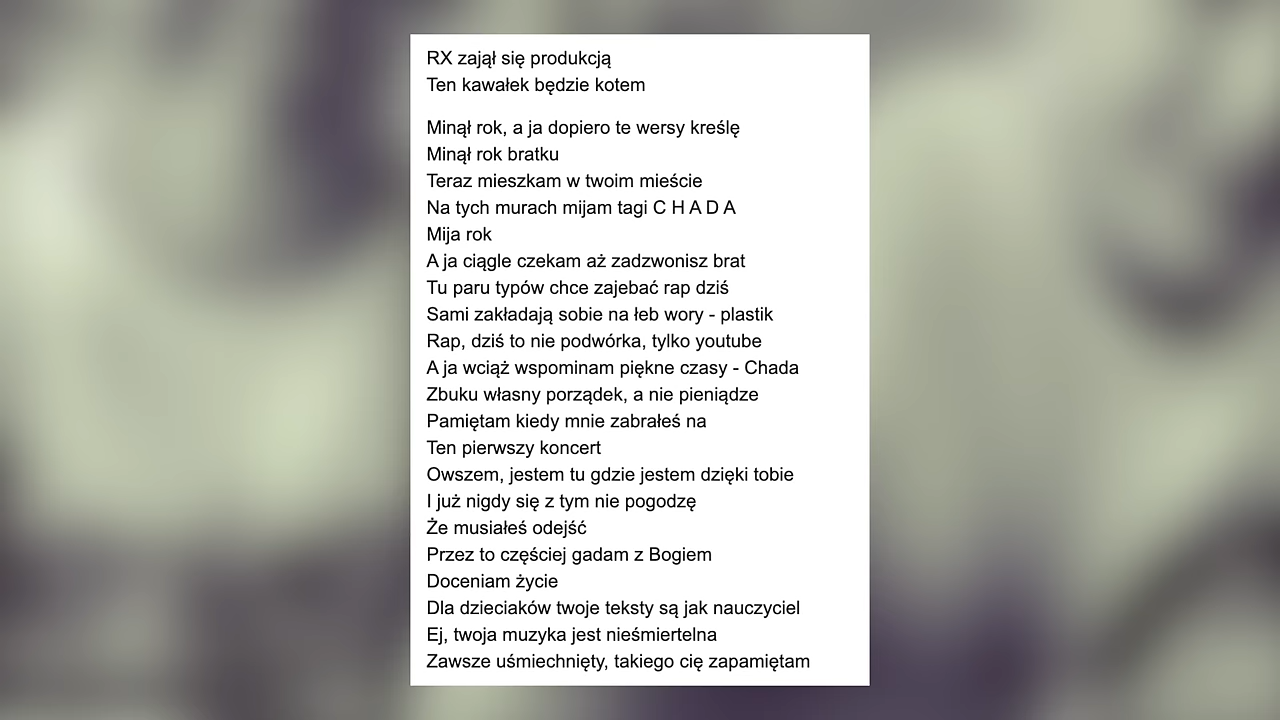 RX zajął się produkcją
Ten kawałek będzie kotem
Minął rok, a ja dopiero te wersy kreślę
Minął rok bratku
Teraz mieszkam w twoim mieście
Na tych murach mijam tagi C H A D A
Mija rok
A ja ciągle czekam aż zadzwonisz brat
Tu paru typów chce zajebać rap dziś
Sami zakładają sobie na łeb wory - plastik
Rap, dziś to nie podwórka, tylko youtube
A ja wciąż wspominam piękne czasy - Chada
Zbuku własny porządek, a nie pieniądze
Pamiętam kiedy mnie zabrałeś na
Ten pierwszy koncert
Owszem, jestem tu gdzie jestem dzięki tobie
I już nigdy się z tym nie pogodzę
Że musiałeś odejść
Przez to częściej gadam z Bogiem
Doceniam życie
Dla dzieciaków twoje teksty są jak nauczyciel
Ej, twoja muzyka jest nieśmiertelna
Zawsze uśmiechnięty, takiego cię zapamiętam